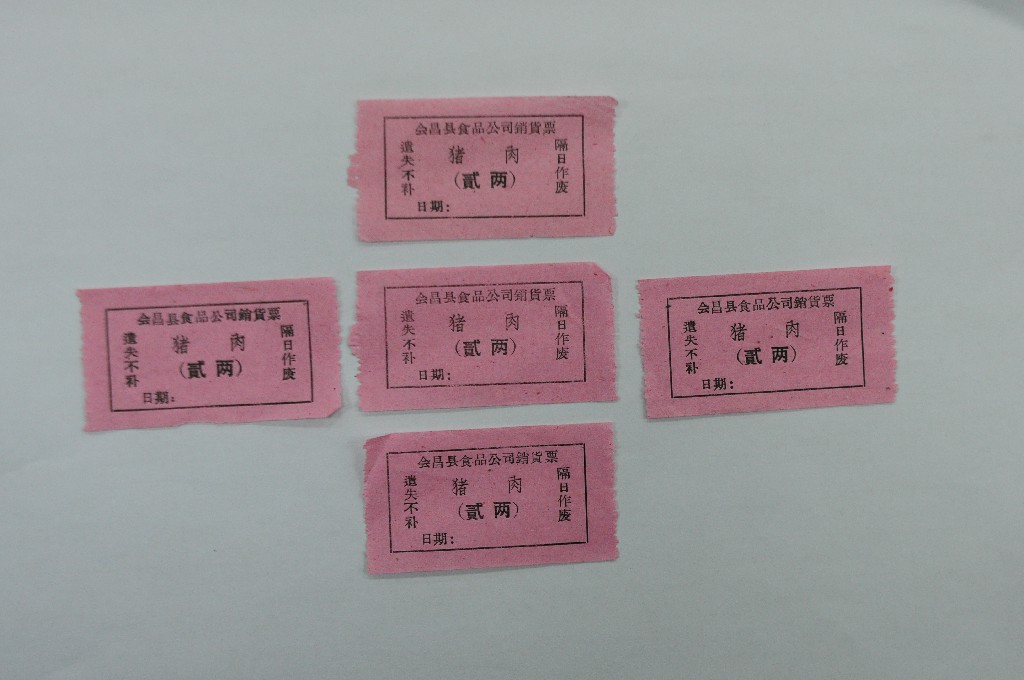 会昌县食品公司銷貨票
遺失不补
猪 肉
(貳两)
隔日作废
日期:
会昌县食品公司銷貨票
遺失不补
猪 肉
(貳两)
隔日作废
日期:
会昌县食品公司銷貨票
遺失不补
猪 肉
(貳两)
隔日作废
日期:
会昌县食品公司銷貨票
遺失不补
猪 肉
(貳两)
隔日作废
日期:
会昌县食品公司銷貨票
遺失不补
猪 肉
(貳两)
隔日作废
日期: